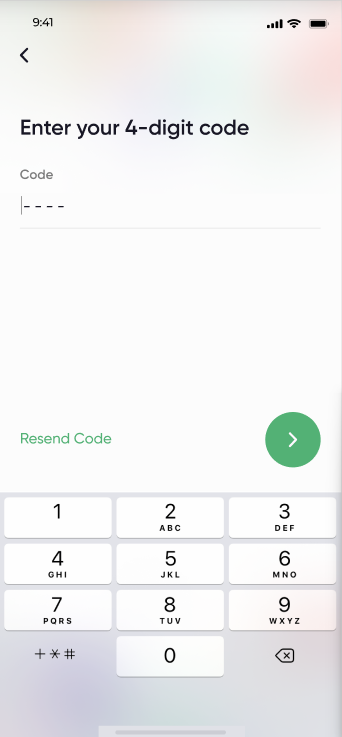 9:41
Enter your 4-digit code
Code
- - - -
Resend Code
1 2 3
ABC DEF
4 5 6
GHI JKL MNO
7 8 9
PQRS TUV WXYZ
+*# 0